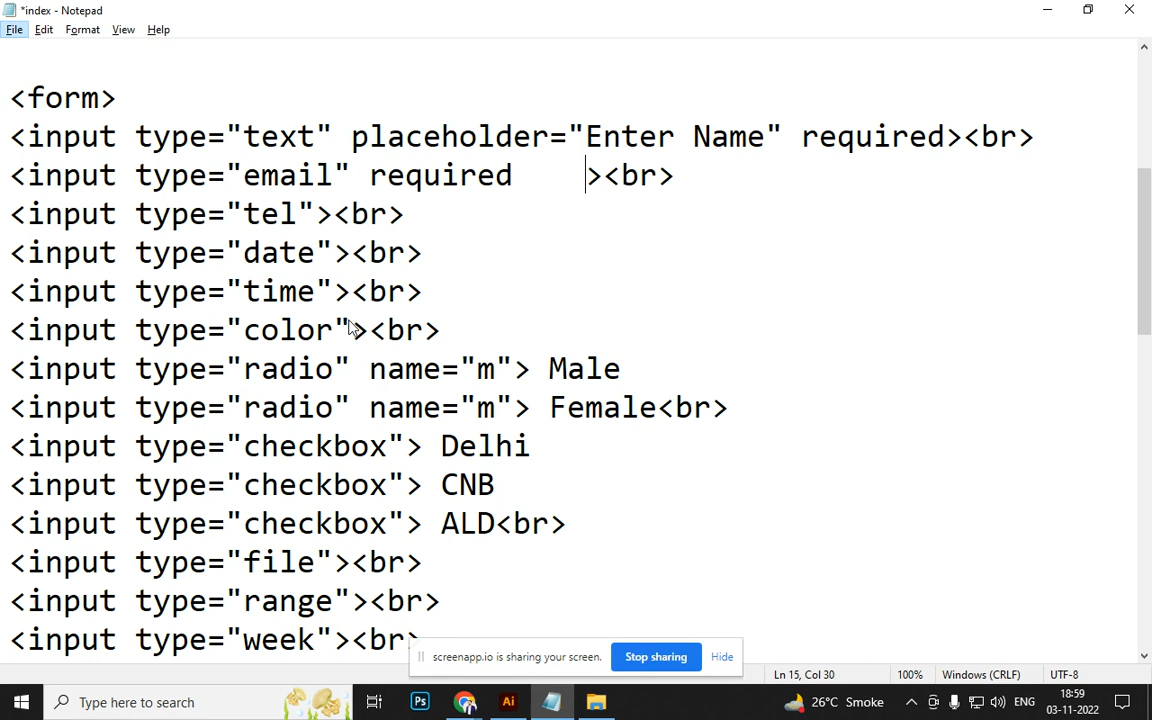 *index - Notepad
File Edit Format View Help
<form>
<input type="text" placeholder="Enter Name" required><br>
<input type="email" required    ><br>
<input type="tel"><br>
<input type="date"><br>
<input type="time"><br>
<input type="color"><br>
<input type="radio" name="m"> Male
<input type="radio" name="m"> Female<br>
<input type="checkbox"> Delhi
<input type="checkbox"> CNB
<input type="checkbox"> ALD<br>
<input type="file"><br>
<input type="range"><br>
<input type="week"><br>
screenapp.io is sharing your screen. Stop sharing Hide
Ln 15, Col 30 100% Windows (CRLF) UTF-8
Type here to search Ps Ai 26°C Smoke ENG 18:59
03-11-2022